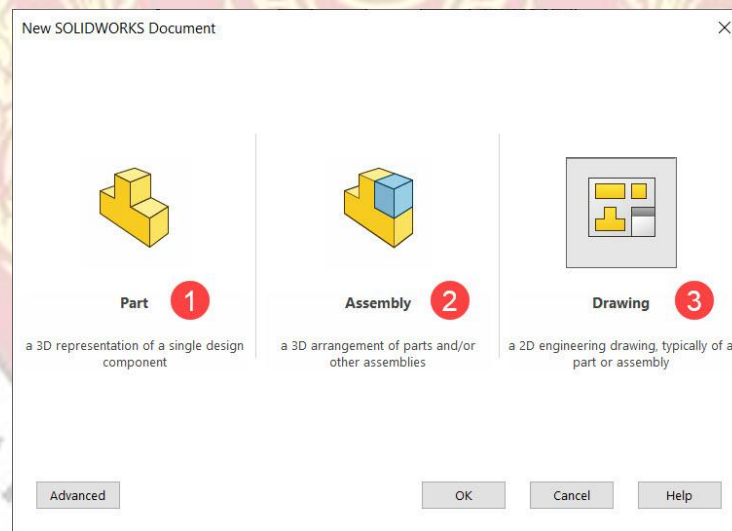 New SOLIDWORKS Document
Part 1
a 3D representation of a single design
component
Assembly 2
a 3D arrangement of parts and/or
other assemblies
Drawing 3
a 2D engineering drawing, typically of a
part or assembly
Advanced
OK
Cancel
Help